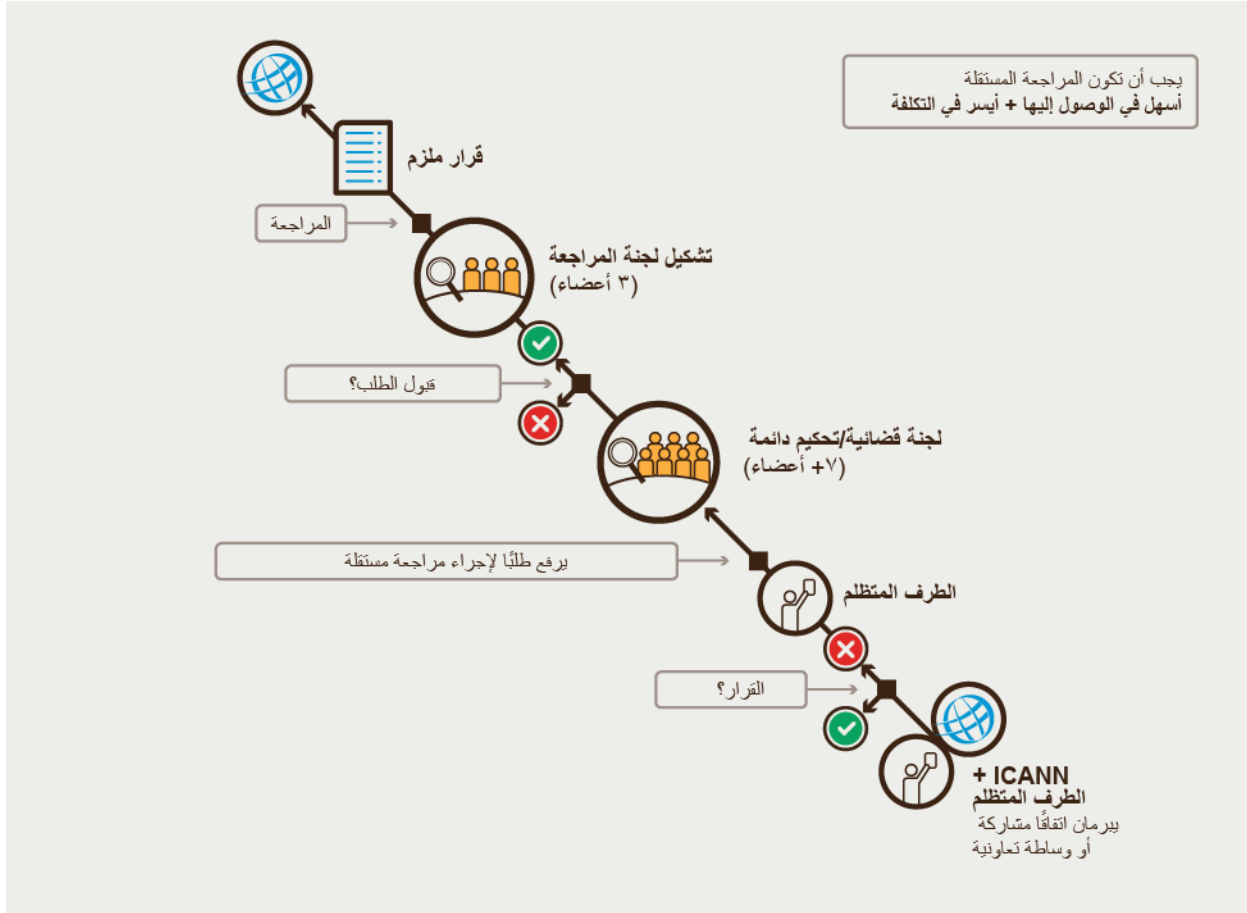 يجب أن تكون المراجعة المستقلة
أسهل في الوصول إليها + أيسر في التكلفة
قرار ملزم
المراجعة
تشكيل لجنة المراجعة
(٣ أعضاء)
قبول الطلب؟
لجنة قضائية/تحكيم دائمة
(٧+ أعضاء)
يرفع طلبًا لإجراء مراجعة مستقلة
الطرف المتظلم
القرار؟
ICANN +
الطرف المتظلم
يبرمان اتفاقًا مشاركة
أو وساطة تعاونية